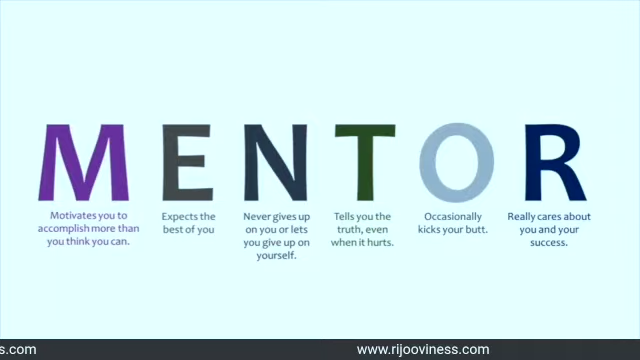 MENTOR
Motivates you to
accomplish more than
you think you can.
Expects the
best of you
Never gives up
on you or lets
you give up on
yourself.
Tells you the
truth, even
when it hurts.
Occasionally
kicks your butt.
Really cares about
you and your
success.
s.com
www.rijooviness.com